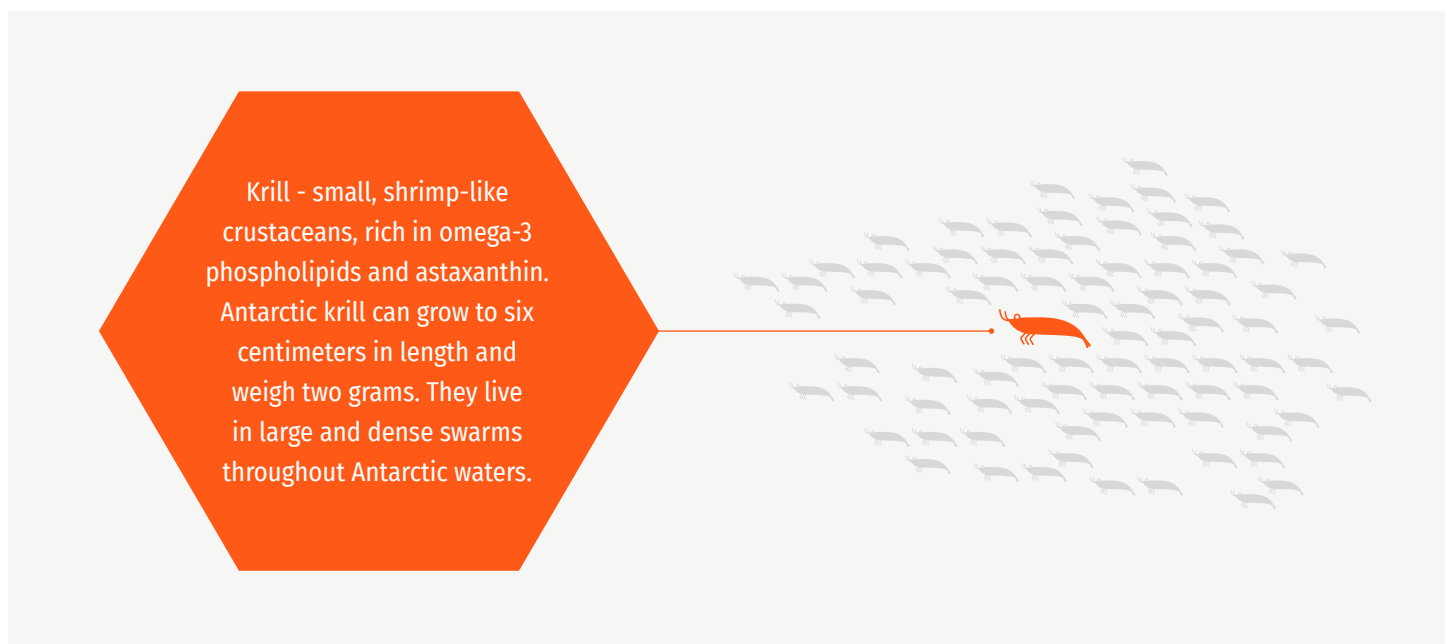 Krill - small, shrimp-like
crustaceans, rich in omega-3
phospholipids and astaxanthin.
Antarctic krill can grow to six
centimeters in length and
weigh two grams. They live
in large and dense swarms
throughout Antarctic waters.